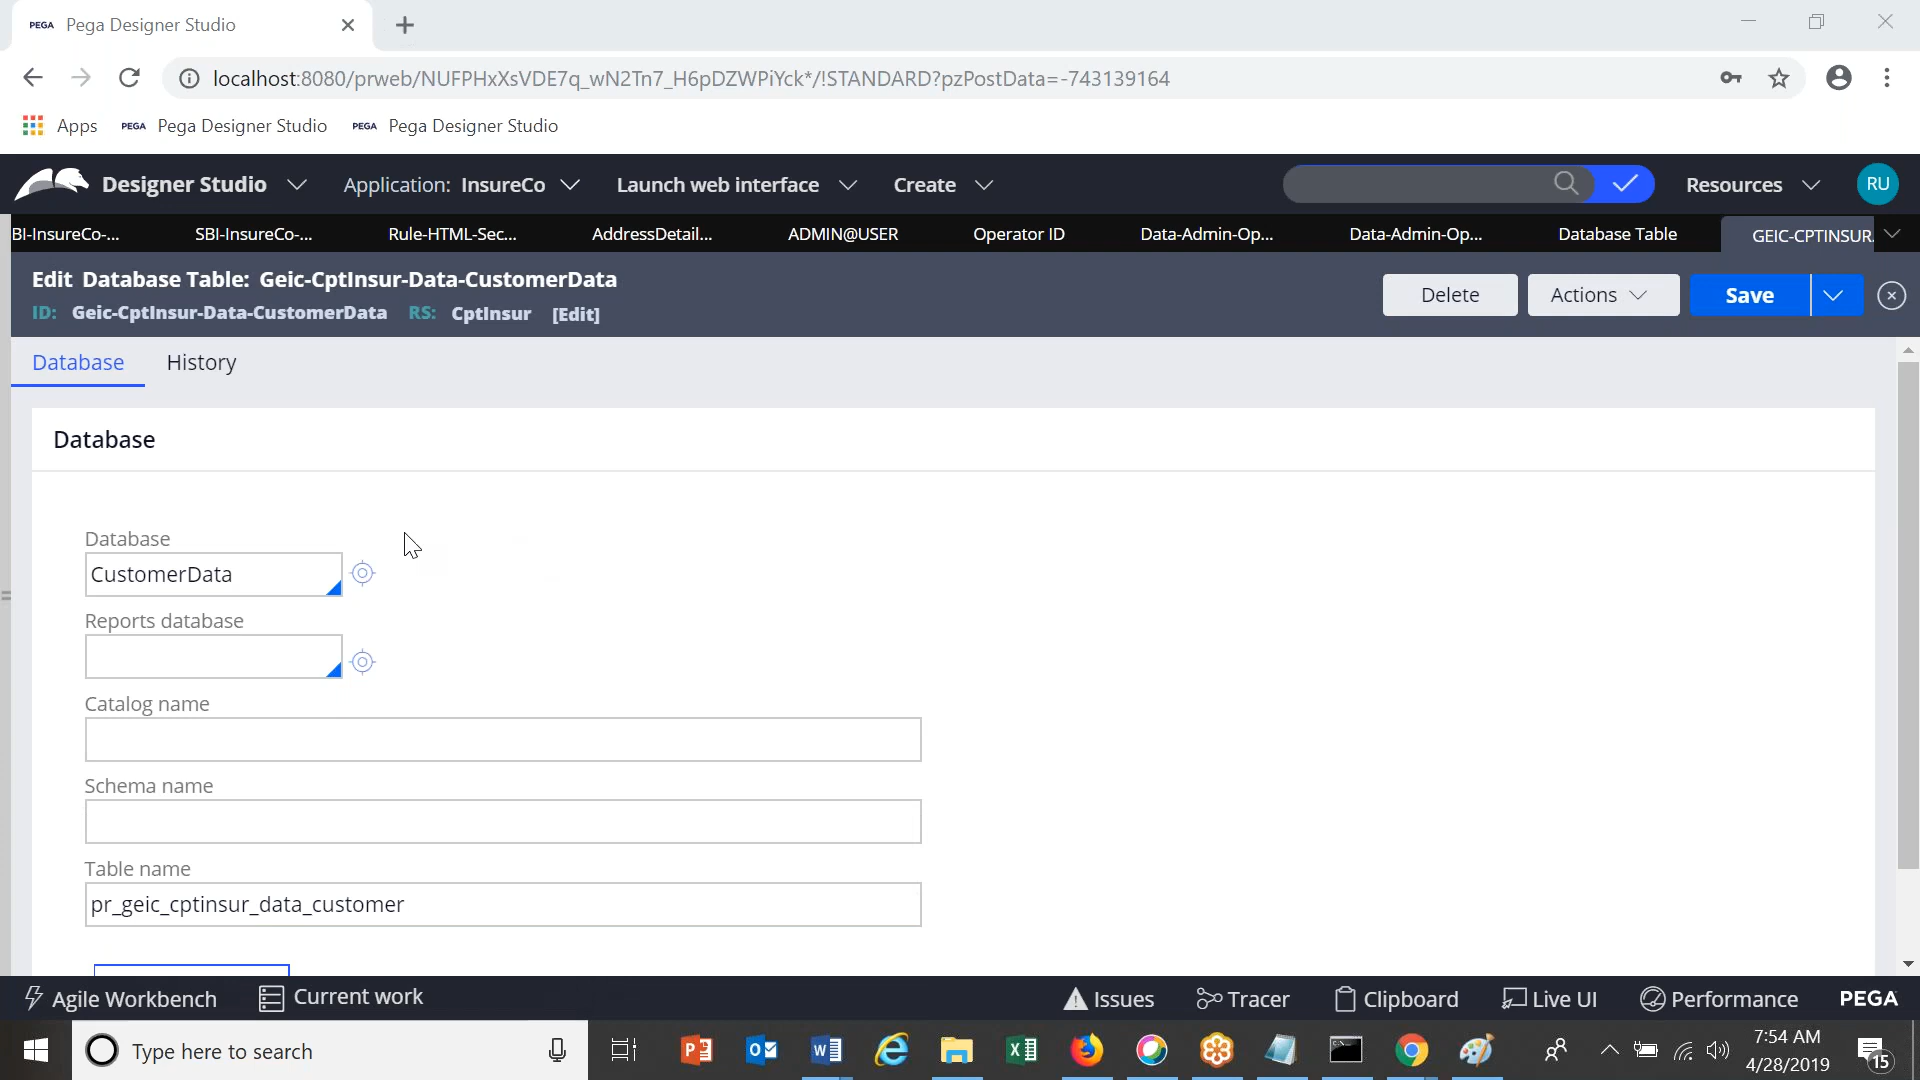 PEGA Pega Designer Studio
localhost:8080/prweb/NUFPHxXsVDE7q_wN2Tn7_H6pDZWPiYck*/!STANDARD?pzPostData=-743139164
Apps PEGA Pega Designer Studio PEGA Pega Designer Studio
Designer Studio Application: InsureCo Launch web interface Create Resources RU
BI-InsureCo-... SBI-InsureCo-... Rule-HTML-Sec... AddressDetail... ADMIN@USER Operator ID Data-Admin-Op... Data-Admin-Op... Database Table GEIC-CPTINSUR.
Edit Database Table: Geic-CptInsur-Data-CustomerData
ID: Geic-CptInsur-Data-CustomerData RS: CptInsur [Edit]
Delete Actions Save
Database History
Database
Database
CustomerData
Reports database
Catalog name
Schema name
Table name
pr_geic_cptinsur_data_customer
Agile Workbench Current work Issues Tracer Clipboard Live UI Performance PEGA
Type here to search
7:54 AM
4/28/2019
15